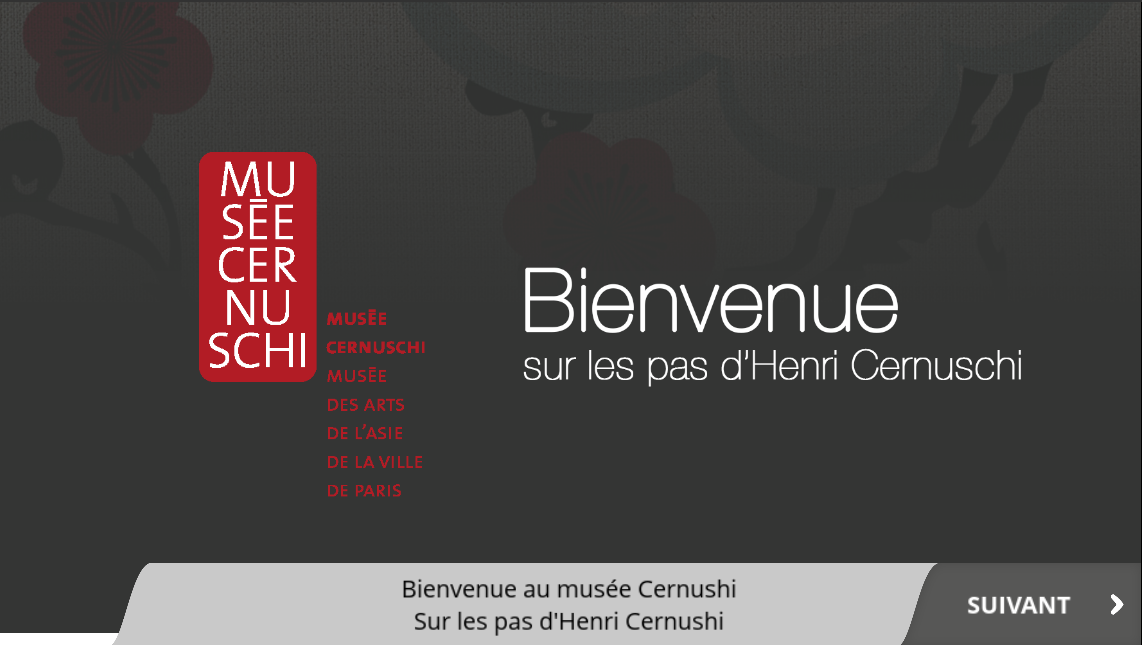 MU
SĒE
CER
NU
SCHI
MUSĒE
CERNUSCHI
MUSĒE
DES ARTS
DE L'ASIE
DE LA VILLE
DE PARIS
Bienvenue
sur les pas d'Henri Cernuschi
Bienvenue au musée Cernushi
Sur les pas d'Henri Cernushi
SUIVANT